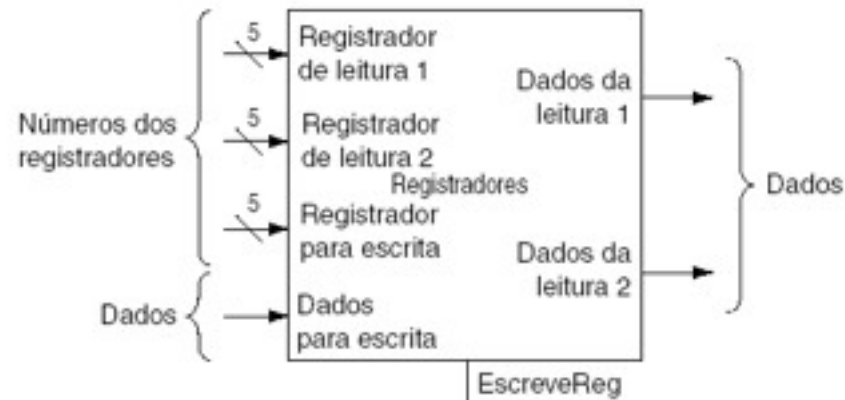 Números dos
registradores
Dados
5
Registrador
de leitura 1
5
Registrador
de leitura 2
Registradores
5
Registrador
para escrita
Dados
para escrita
Dados da
leitura 1
Dados da
leitura 2
Dados
EscreveReg